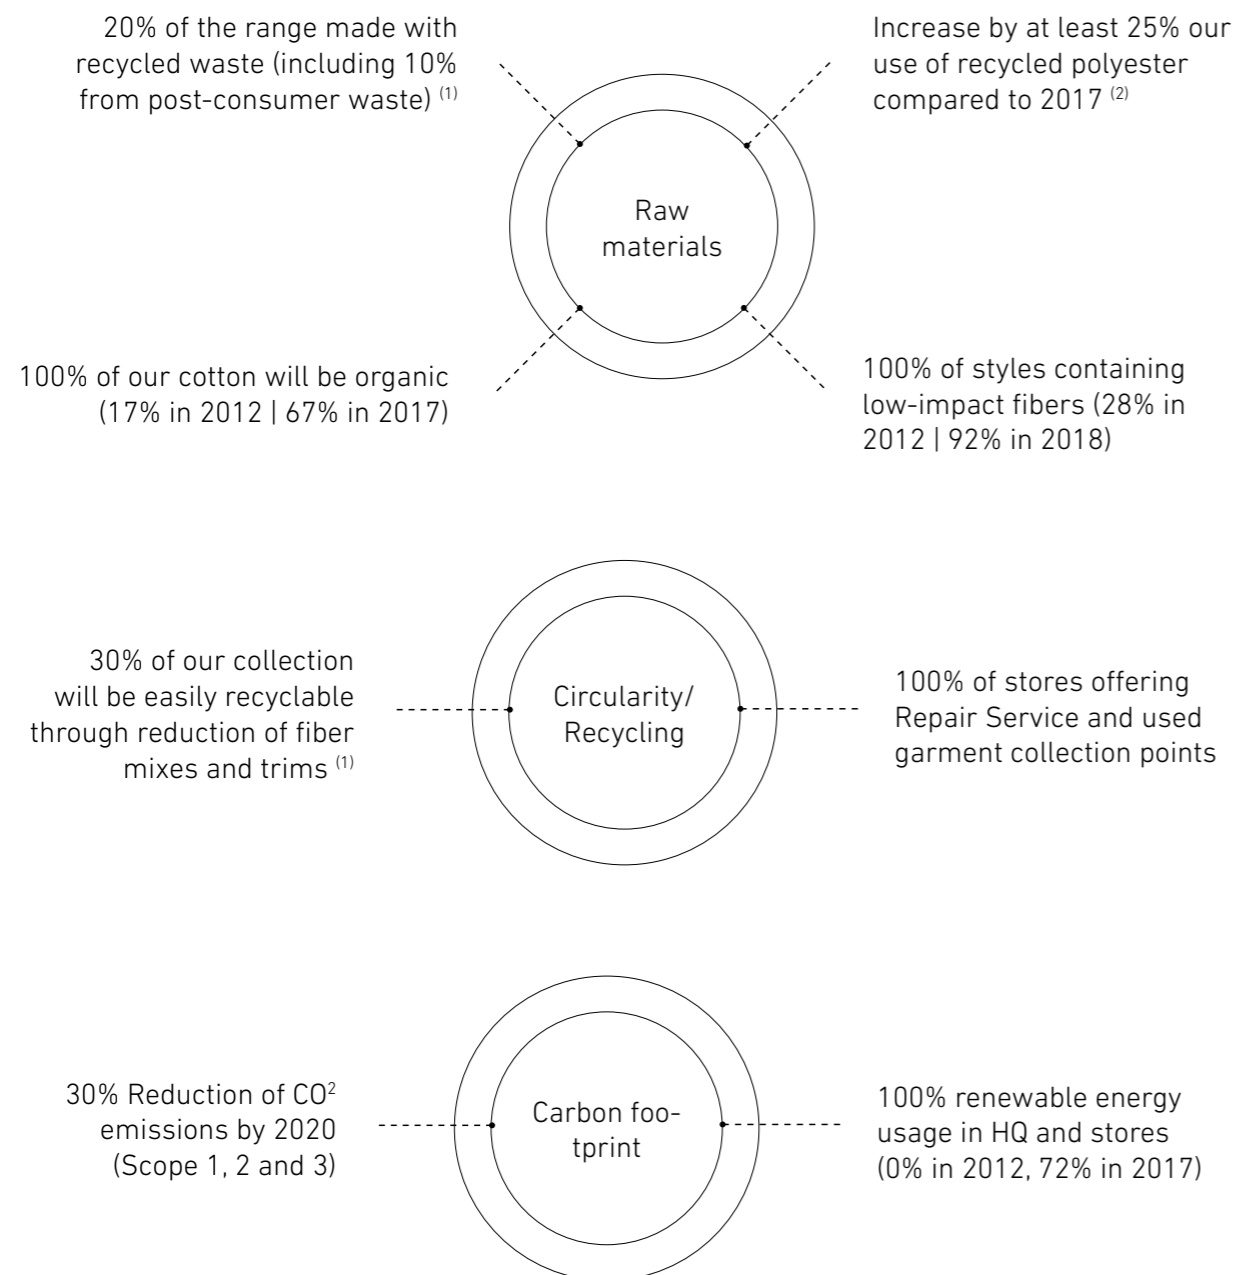 20% of the range made with
recycled waste (including 10%
from post-consumer waste) (1)
Increase by at least 25% our
use of recycled polyester
compared to 2017 (2)
Raw
materials
100% of our cotton will be organic
(17% in 2012 | 67% in 2017)
100% of styles containing
low-impact fibers (28% in
2012 | 92% in 2018)
30% of our collection
will be easily recyclable
through reduction of fiber
mixes and trims (1)
Circularity/
Recycling
100% of stores offering
Repair Service and used
garment collection points
30% Reduction of CO²
emissions by 2020
(Scope 1, 2 and 3)
Carbon foo-
tprint
100% renewable energy
usage in HQ and stores
(0% in 2012, 72% in 2017)